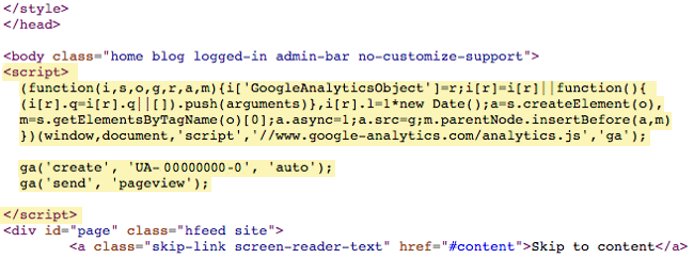 </style>
</head>
<body class="home blog logged-in admin-bar no-customize-support">
<script>
(function(i,s,o,g,r,a,m){i['GoogleAnalyticsObject']=r;i[r]=i[r]||function(){
(i[r].q=i[r].q||[]).push(arguments)},i[r].l=1*new Date();a=s.createElement(o),
m=s.getElementsByTagName(o)[0];a.async=1;a.src=g;m.parentNode.insertBefore(a,m)
})(window,document,'script','//www.google-analytics.com/analytics.js','ga');
ga('create', 'UA-00000000-0', 'auto');
ga('send', 'pageview');
</script>
<div id="page" class="hfeed site">
<a class="skip-link screen-reader-text" href="#content">Skip to content</a>